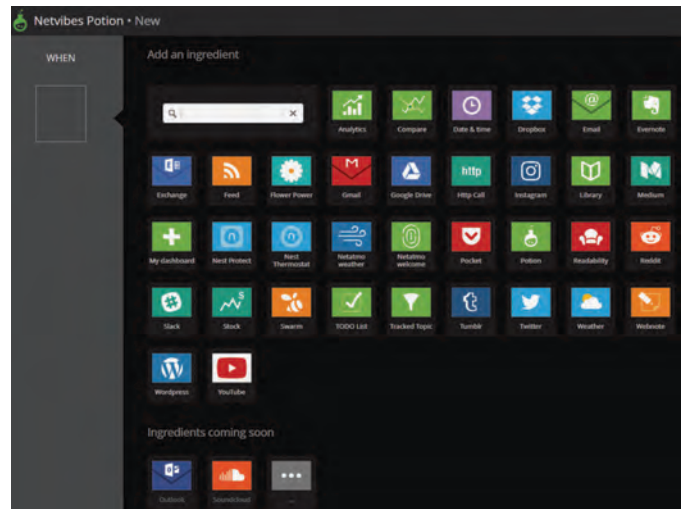 Netvibes Potion • New
WHEN
Add an ingredient
Analytics Compare Date & time Dropbox Email Evernote
Exchange Feed Flower Power Gmail Google Drive Http Call Instagram Library Medium
http
My dashboard Nest Protect Nest Thermostat Netatmo weather Netatmo welcome Pocket Potion Readability Reddit
Slack Stock Swarm TODO List Tracked Topic Tumblr Twitter Weather Webnote
Wordpress YouTube
Ingredients coming soon
Outlook Soundcloud ...